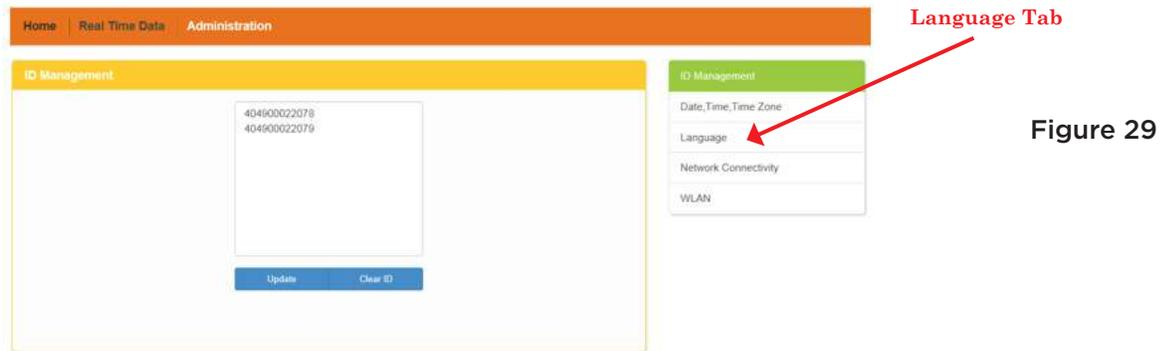 Home Real Time Data Administration
Language Tab
ID Management
404900022078
404900022079
Update Clear ID
ID Management
Date,Time,Time Zone
Language
Network Connectivity
WLAN
Figure 29